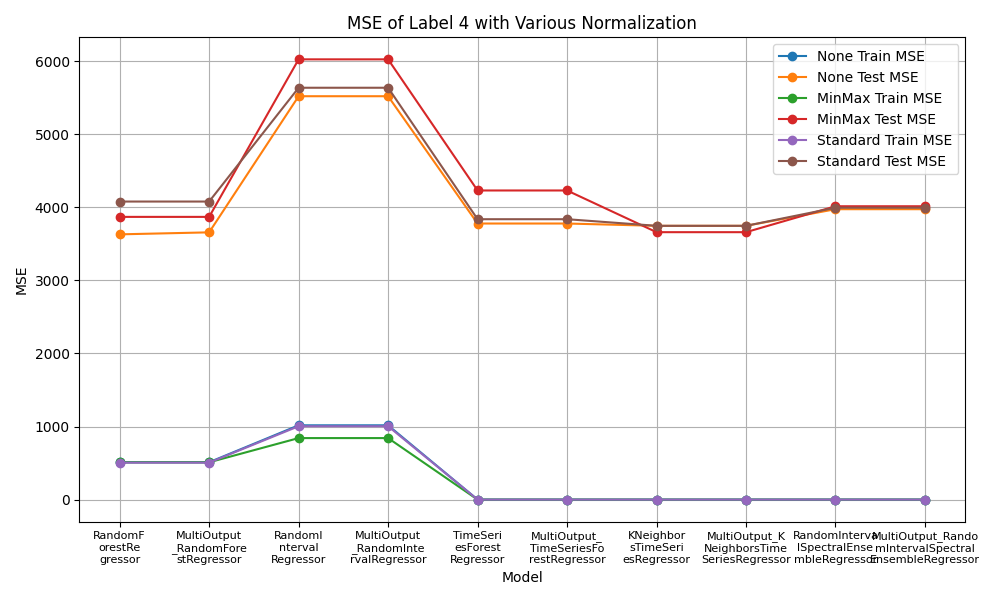 MSE of Label 4 with Various Normalization
None Train MSE
None Test MSE
MinMax Train MSE
MinMax Test MSE
Standard Train MSE
Standard Test MSE
MSE
6000
5000
4000
3000
2000
1000
0
RandomF
orestRe
gressor
MultiOutput
_RandomFore
stRegressor
RandomI
nterval
Regressor
MultiOutput
_RandomInte
rvalRegressor
TimeSeri
esForest
Regressor
MultiOutput_
TimeSeriesFo
restRegressor
KNeighbor
sTimeSeri
esRegressor
MultiOutput_K
NeighborsTime
SeriesRegressor
RandomInterva
lSpectralEnse
mbleRegressor
MultiOutput_Rando
mIntervalSpectral
EnsembleRegressor
Model